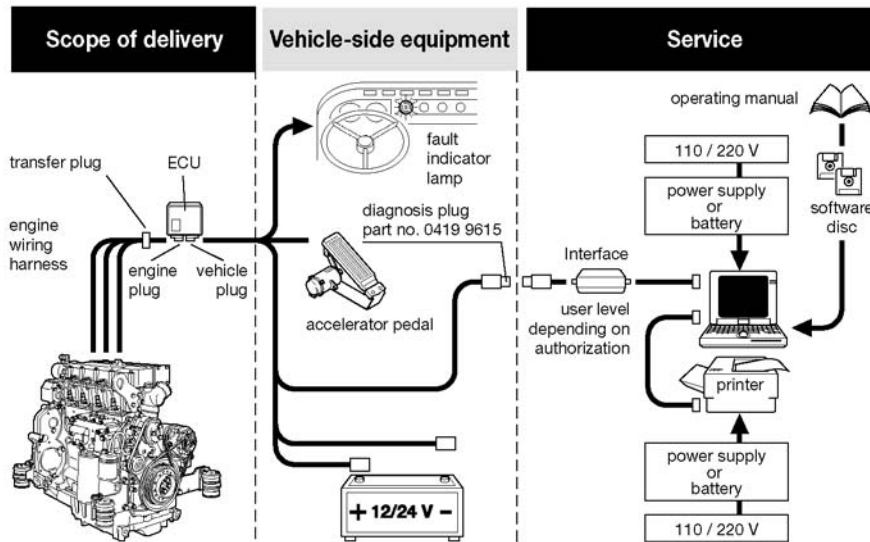 Scope of delivery
Vehicle-side equipment
Service
transfer plug
ECU
engine
wiring
harness
engine
plug
vehicle
plug
fault
indicator
lamp
diagnosis plug
part no. 0419 9615
accelerator pedal
+ 12/24 V -
Interface
user level
depending on
authorization
operating manual
software
disc
110 / 220 V
power supply
or
battery
printer
power supply
or
battery
110 / 220 V